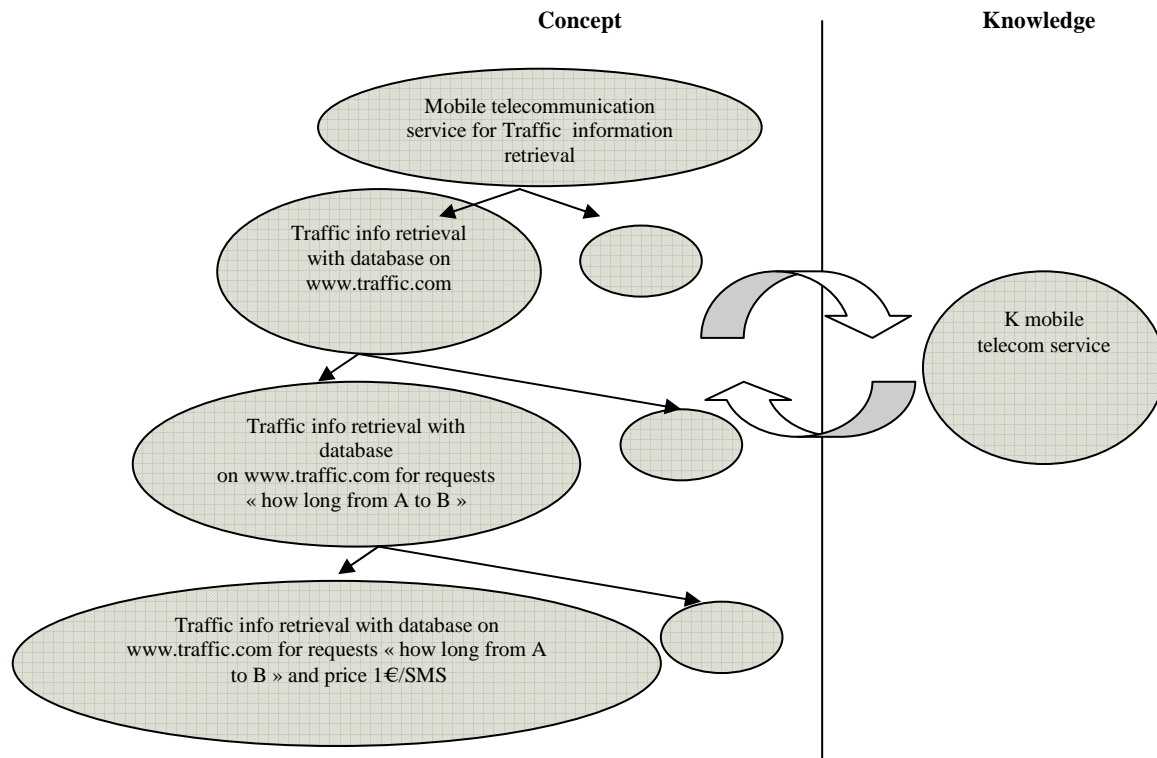 Concept
Knowledge
Mobile telecommunication
service for Traffic information
retrieval
Traffic info retrieval
with database on
www.traffic.com
K mobile
telecom service
Traffic info retrieval with
database
on www.traffic.com for requests
« how long from A to B »
Traffic info retrieval with database on
www.traffic.com for requests « how long from A
to B » and price 1€/SMS